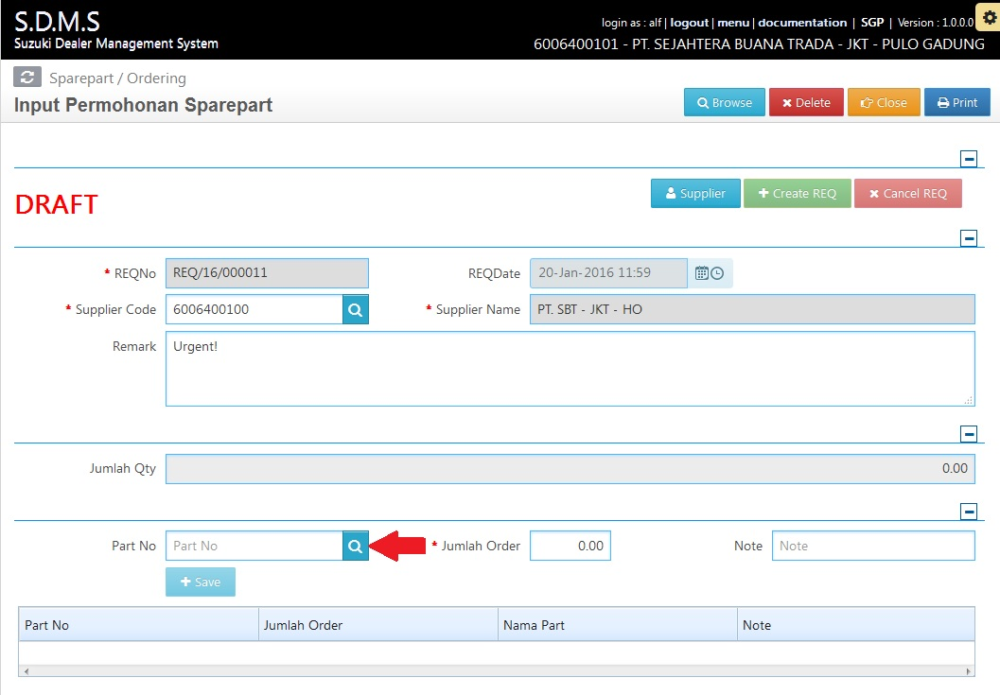 S.D.M.S
login as : alf | logout | menu | documentation | SGP | Version : 1.0.0.0
Suzuki Dealer Management System
6006400101 - PT. SEJAHTERA BUANA TRADA - JKT - PULO GADUNG
Sparepart / Ordering
Input Permohonan Sparepart
Browse Delete Close Print
DRAFT
Supplier Create REQ Cancel REQ
* REQNo REQ/16/000011 REQDate 20-Jan-2016 11:59
* Supplier Code 6006400100 * Supplier Name PT. SBT - JKT - HO
Remark Urgent!
Jumlah Qty 0.00
Part No Part No * Jumlah Order 0.00 Note Note
Save
Part No Jumlah Order Nama Part Note